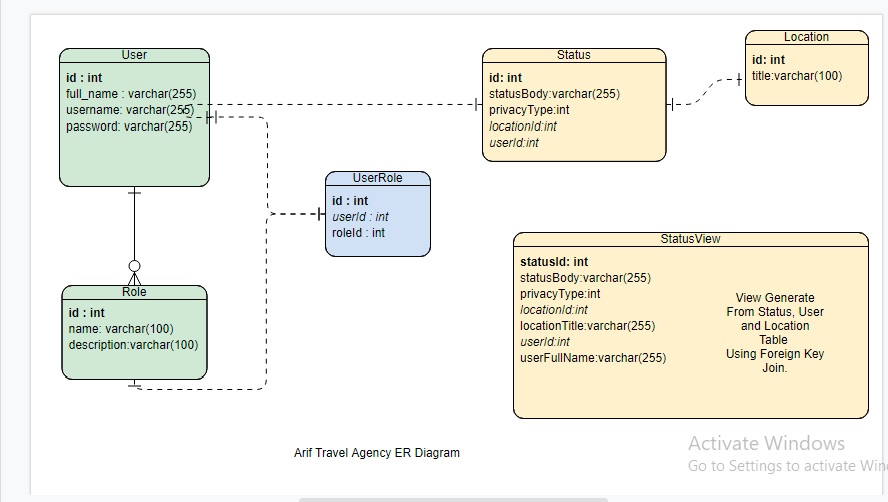 User
id : int
full_name : varchar(255)
username: varchar(255)
password: varchar(255)
Status
id: int
statusBody:varchar(255)
privacyType:int
locationId:int
userId:int
Location
id: int
title:varchar(100)
UserRole
id : int
userId : int
roleId : int
Role
id : int
name: varchar(100)
description:varchar(100)
StatusView
statusId: int
statusBody:varchar(255)
privacyType:int
locationId:int
locationTitle:varchar(255)
userId:int
userFullName:varchar(255)
View Generate
From Status, User
and Location
Table
Using Foreign Key
Join.
Arif Travel Agency ER Diagram
Activate Windows
Go to Settings to activate Win